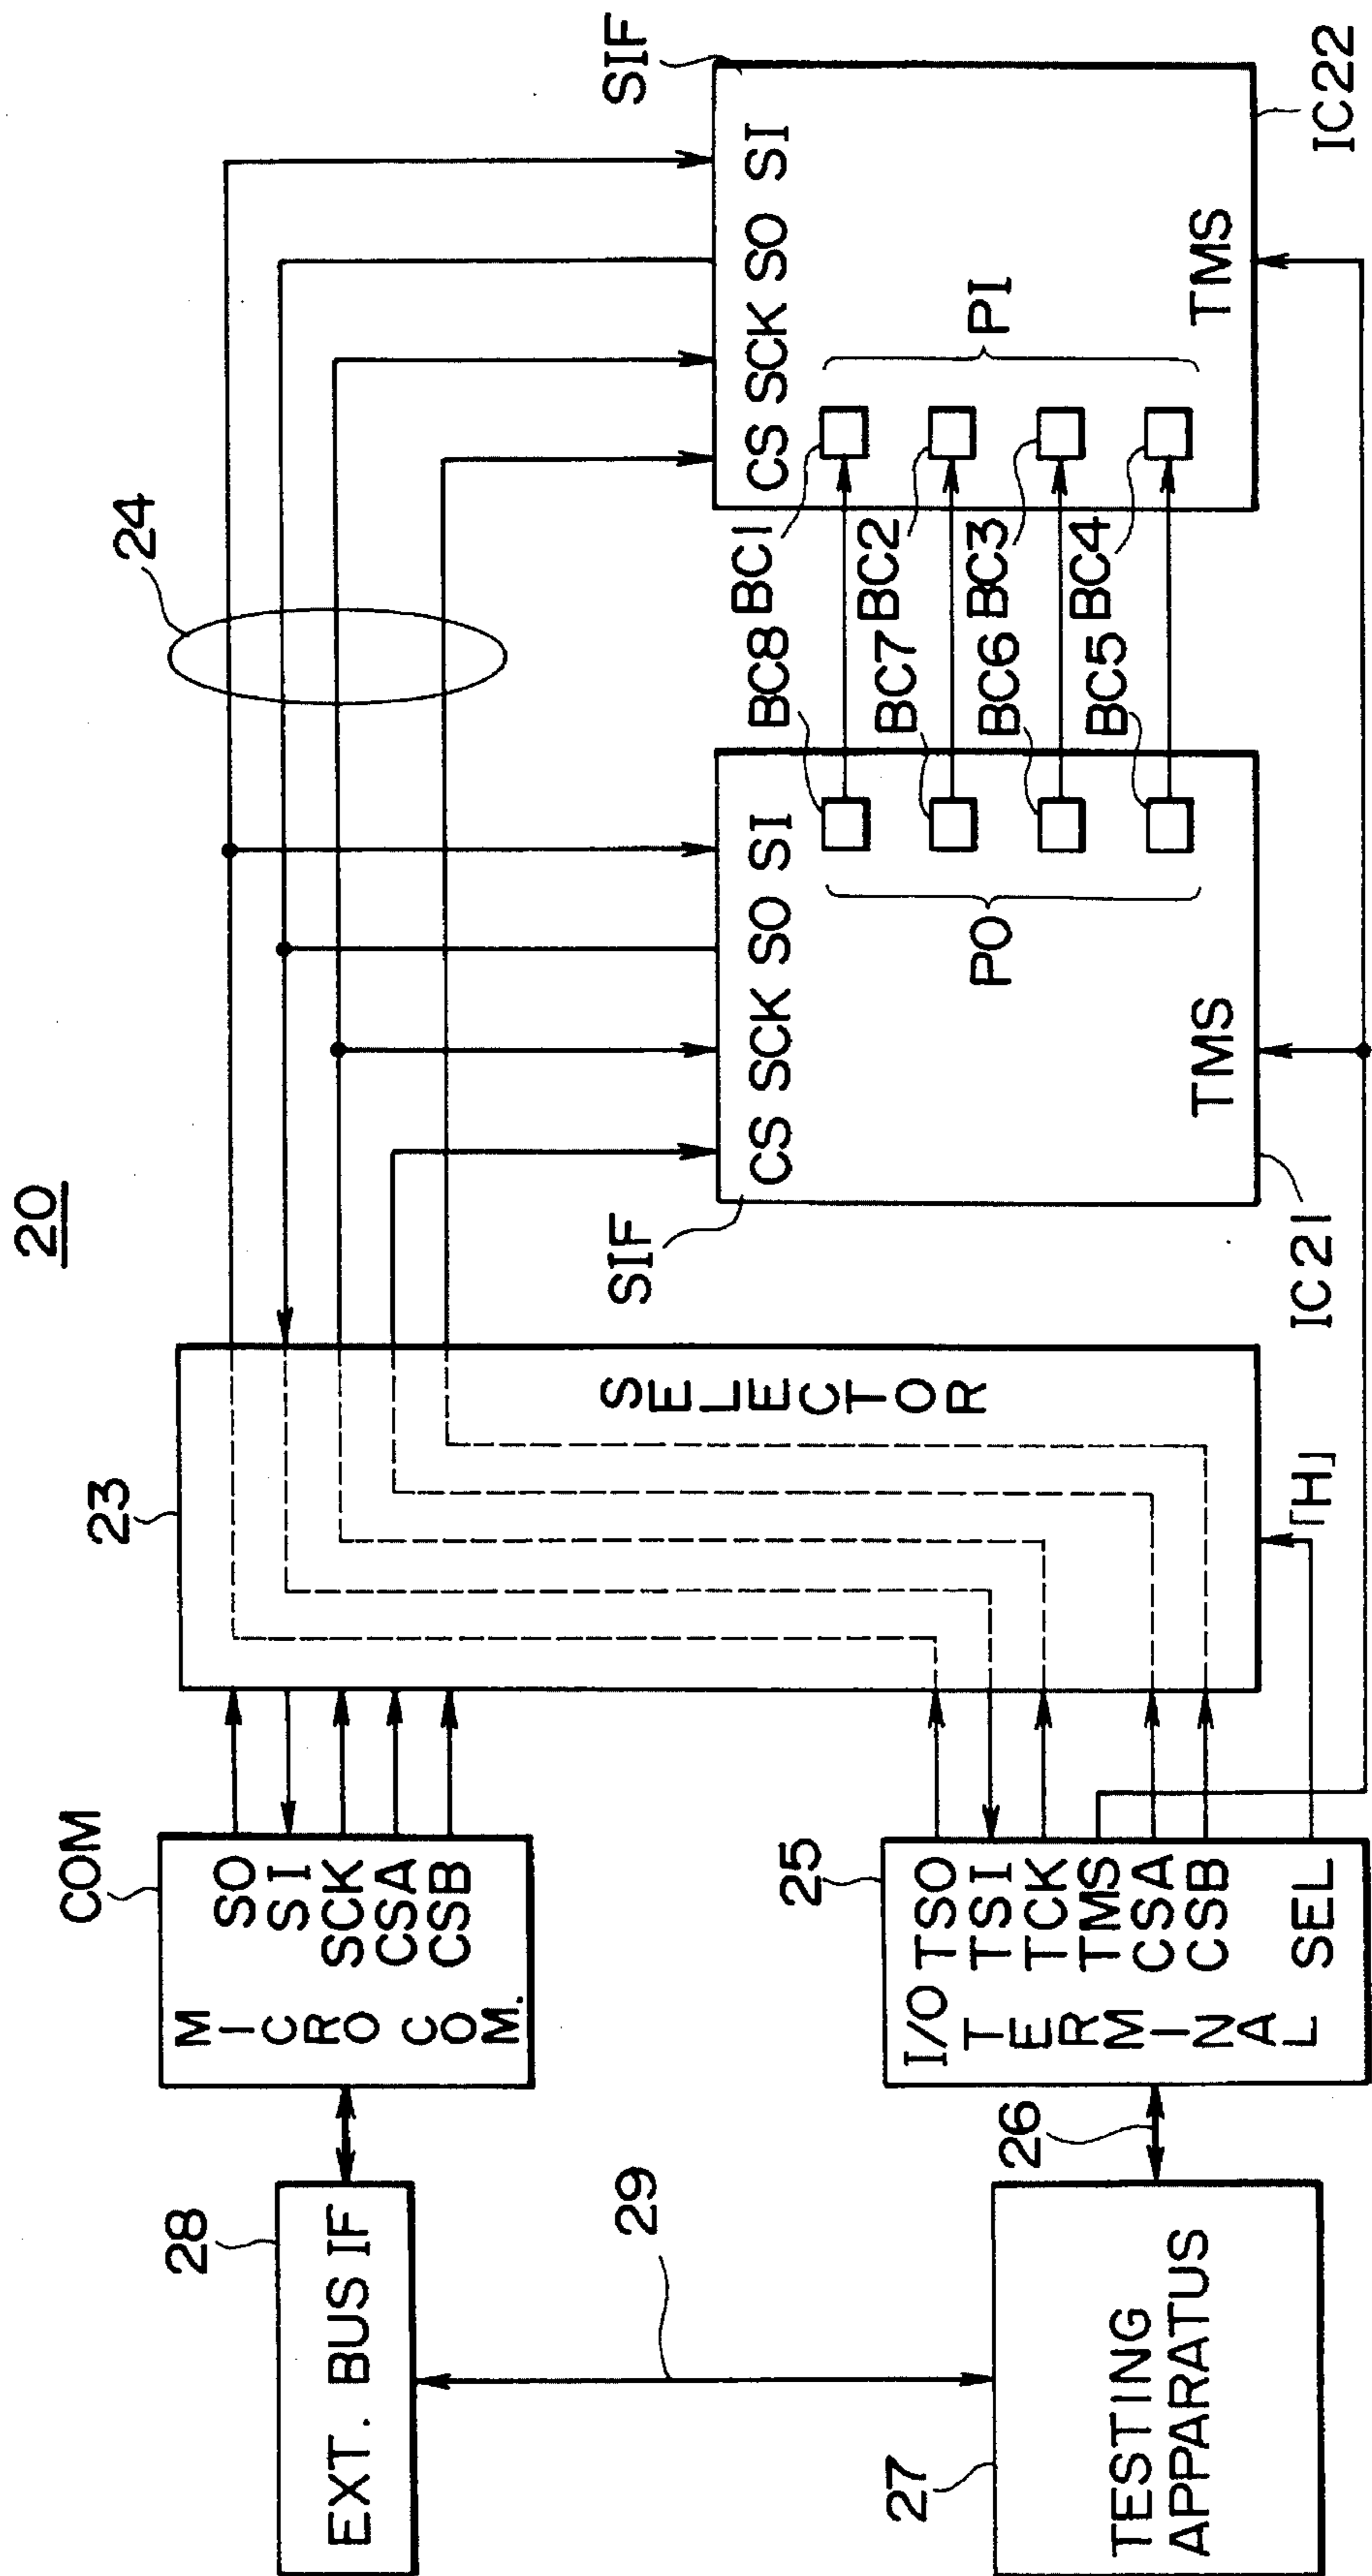 20
24
23
COM
28
EXT. BUS IF
MICRO COM.
SO
SI
SCK
CSA
CSB
SELECTOR
SIF
CS SCK SO SI
PO
TMS
IC21
BC8
BC7
BC6
BC5
BC1
BC2
BC3
BC4
SIF
CS SCK SO SI
PI
TMS
IC22
29
27
TESTING
APPARATUS
26
25
I/O
TERMINAL
TSO
TSI
TCK
TMS
CSA
CSB
SEL
「H」